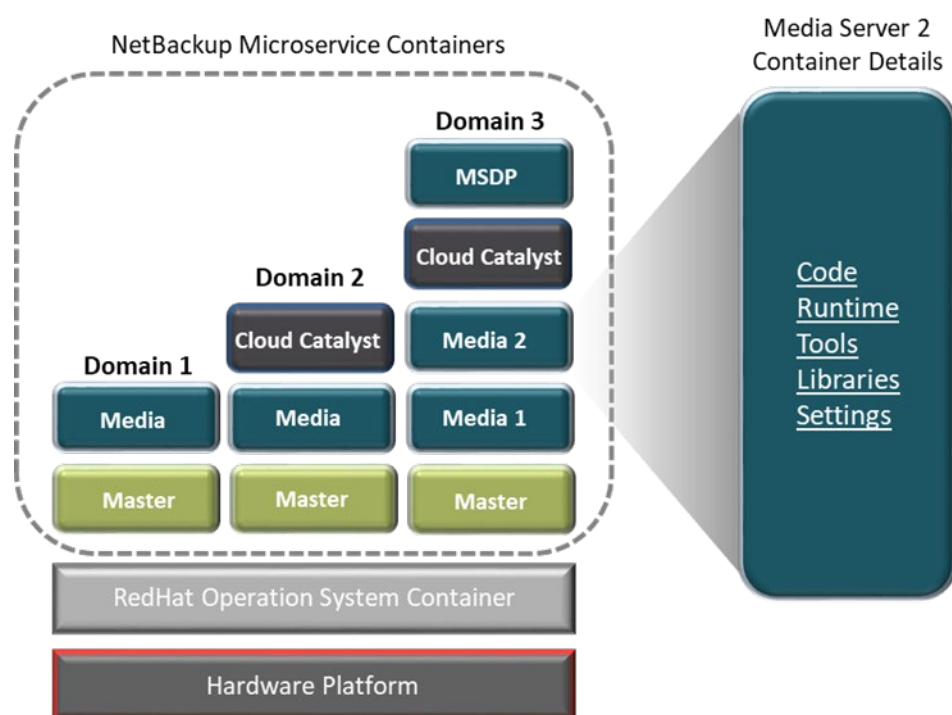 NetBackup Microservice Containers
Media Server 2
Container Details
Domain 3
MSDP
Cloud Catalyst
Domain 2
Cloud Catalyst
Media 2
Domain 1
Media
Media
Media 1
Master
Master
Master
Code
Runtime
Tools
Libraries
Settings
RedHat Operation System Container
Hardware Platform